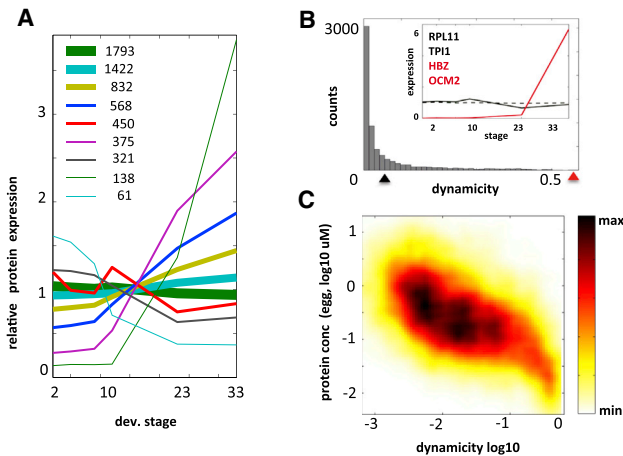 A
relative protein expression
3
2
1
0
1793
1422
832
568
450
375
321
138
61
2
10
23
33
dev. stage
B
counts
3000
0
0.5
dynamicity
expression
6
0
2
10
23
33
stage
RPL11
TPI1
HBZ
OCM2
C
protein conc (egg, log10 uM)
1
0
-1
-2
-3
-2
-1
0
dynamicity log10
max
min